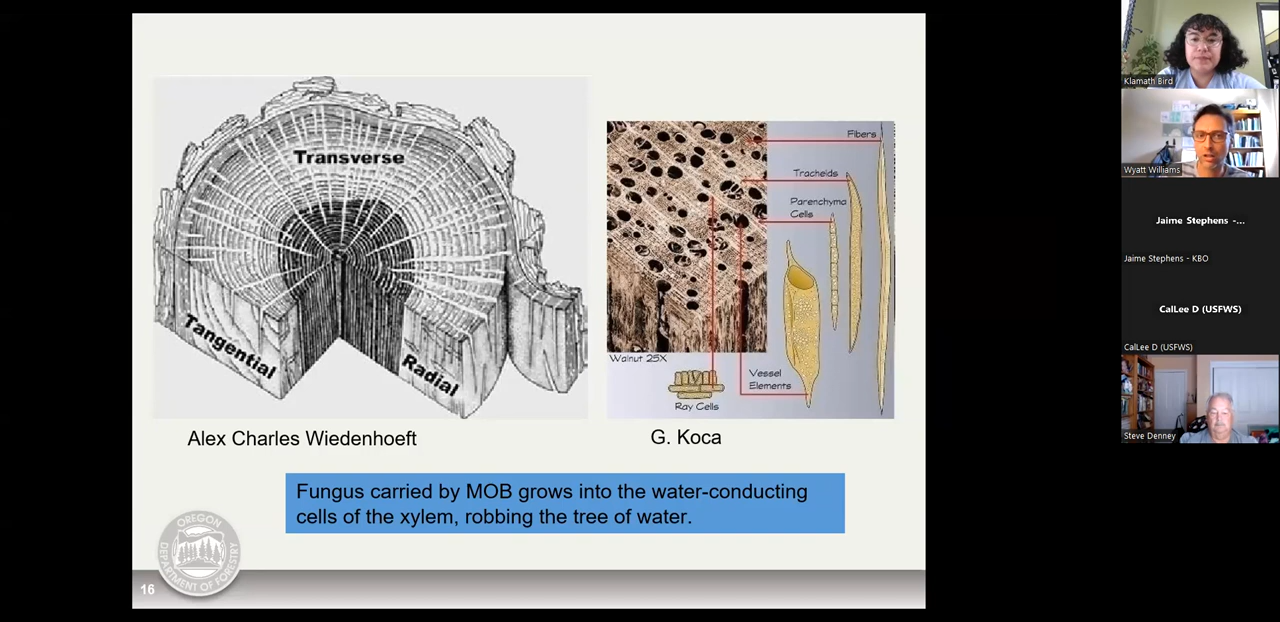 Transverse
Tangential
Radial
Alex Charles Wiedenhoeft
Fibers
Tracheids
Parenchyma
Cells
Walnut 25X
Vessel
Elements
Ray Cells
G. Koca
Fungus carried by MOB grows into the water-conducting
cells of the xylem, robbing the tree of water.
OREGON
DEPARTMENT OF FORESTRY
16
Klamath Bird
Wyatt Williams
Jaime Stephens -...
Jaime Stephens - KBO
CalLee D (USFWS)
CalLee D (USFWS)
Steve Denney